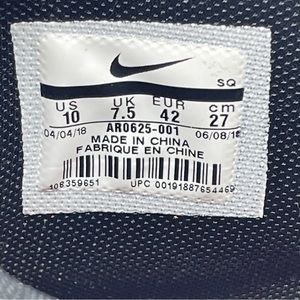 SQ
US UK EUR cm
10 7.5 42 27
04/04/18 AR0625-001 06/08/18
MADE IN CHINA
FABRIQUE EN CHINE
108359651 UPC 00191887654469